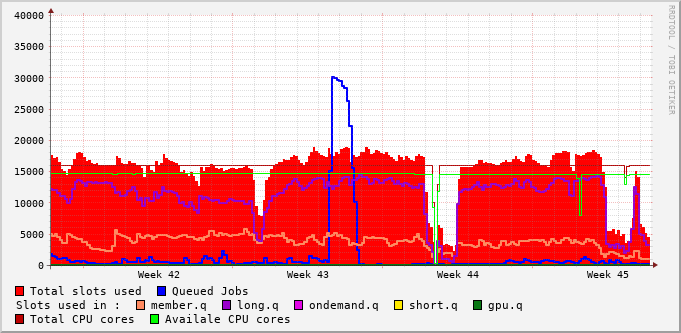 40000
35000
30000
25000
20000
15000
10000
5000
0
Week 42 Week 43 Week 44 Week 45
RRDTOOL / TOBI OETIKER
Total slots used Queued Jobs
Slots used in : member.q long.q ondemand.q short.q gpu.q
Total CPU cores Availale CPU cores